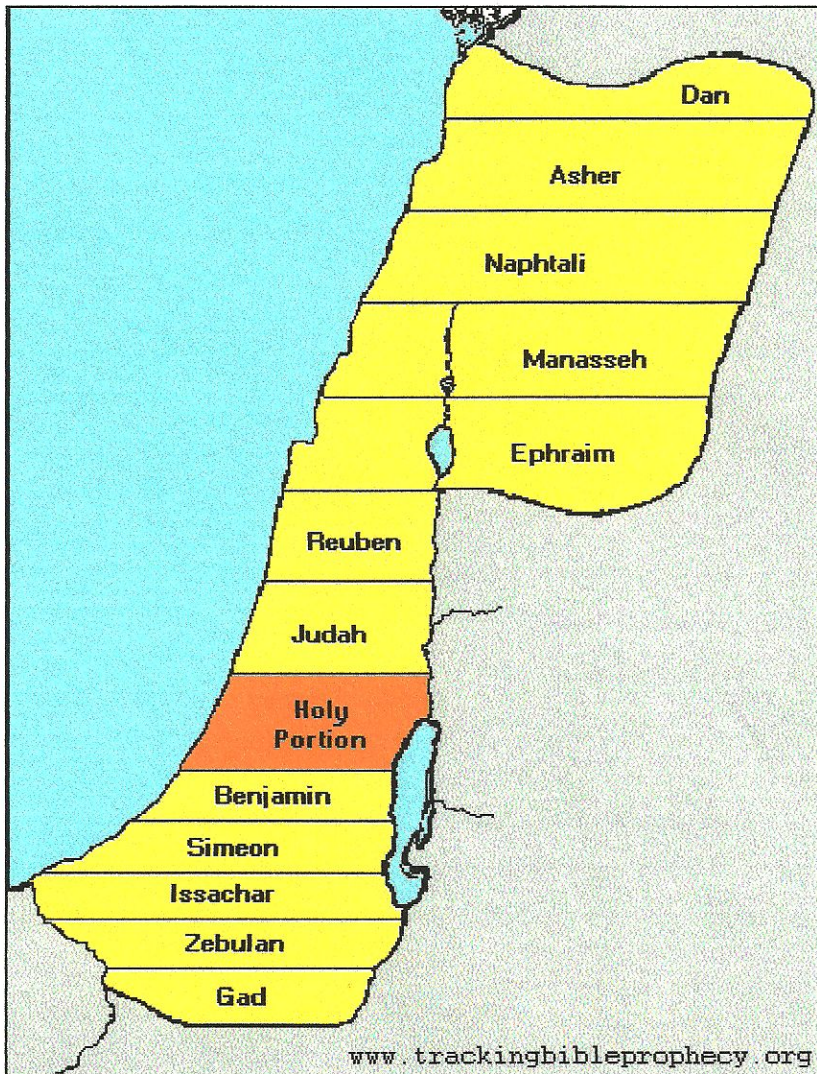 Dan
Asher
Naphtali
Manasseh
Ephraim
Reuben
Judah
Holy
Portion
Benjamin
Simeon
Issachar
Zebulan
Gad
www.trackingbibleprophecy.org